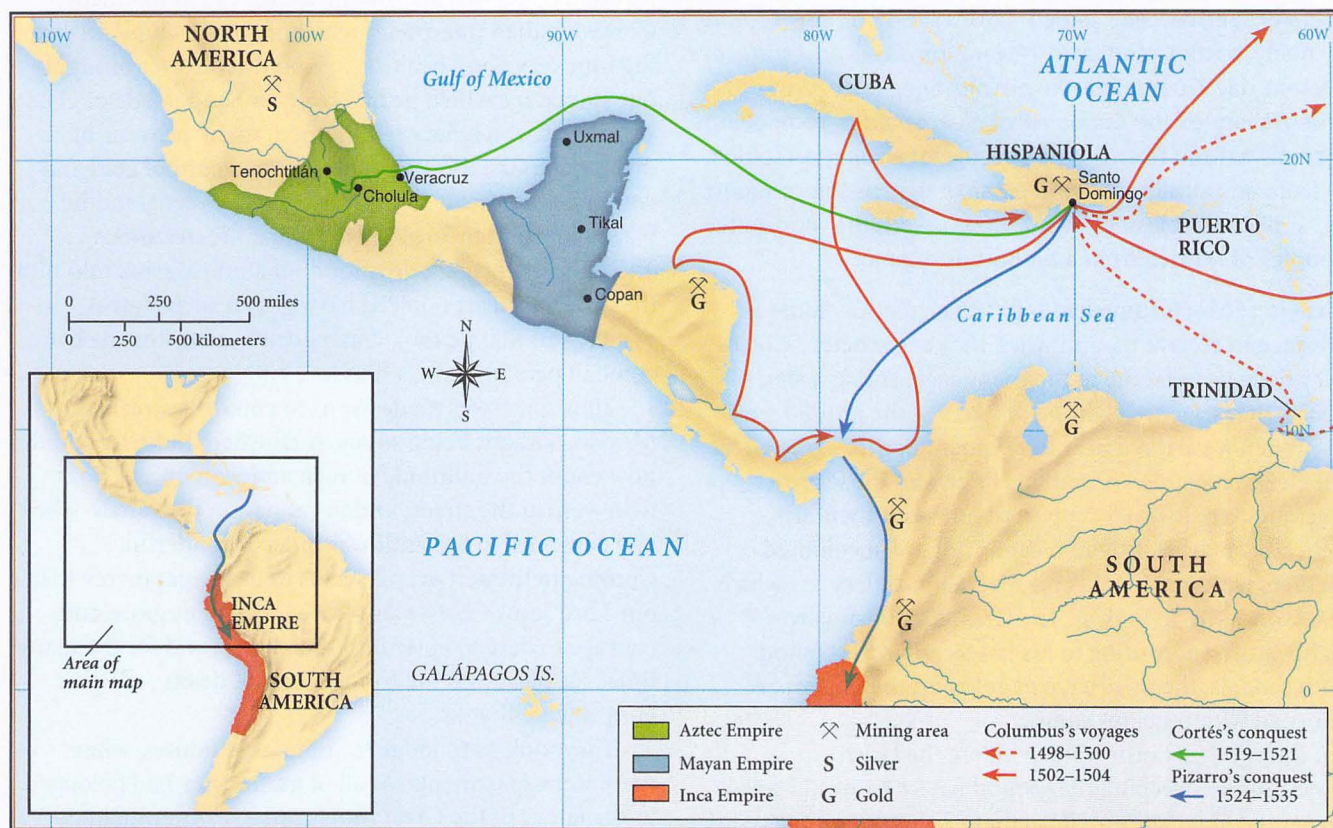 110W
100W
90W
80W
70W
60W
NORTH
AMERICA
S
Gulf of Mexico
CUBA
ATLANTIC
OCEAN
Uxmal
HISPANIOLA
20N
Tenochtitlán
Veracruz
Cholula
G
Santo
Domingo
Tikal
PUERTO
RICO
Copan
G
0 250 500 miles
0 250 500 kilometers
Caribbean Sea
N
W E
S
TRINIDAD
G
10N
G
PACIFIC OCEAN
SOUTH
AMERICA
G
INCA
EMPIRE
Area of
main map
SOUTH
AMERICA
GALÁPAGOS IS.
0
Aztec Empire
Mayan Empire
Inca Empire
Mining area
S Silver
G Gold
Columbus's voyages
1498–1500
1502–1504
Cortés's conquest
1519–1521
Pizarro's conquest
1524–1535